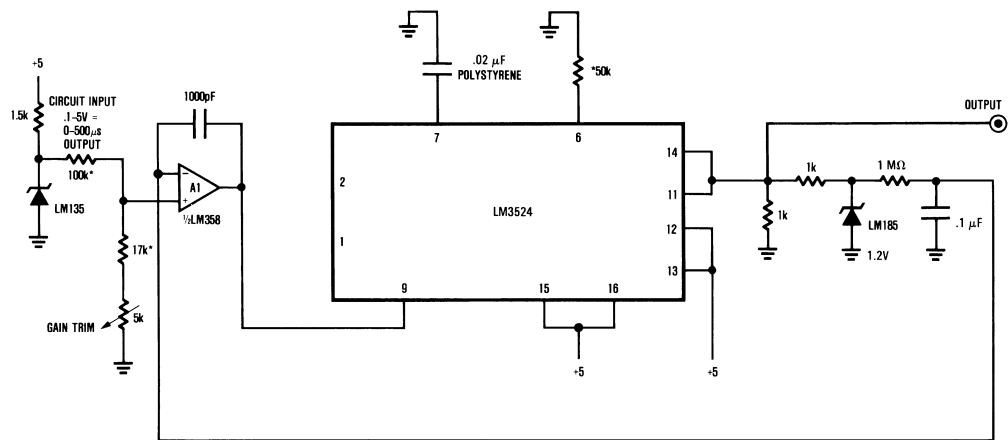 +5
1.5k
CIRCUIT INPUT
.1–5V =
0–500μs
OUTPUT
100k*
LM135
17k*
GAIN TRIM
5k
1000pF
–
+
A1
½LM358
.02 μF
POLYSTYRENE
*50k
7
6
2
1
LM3524
14
11
12
13
9
15
16
+5
+5
OUTPUT
1k
1k
1 MΩ
LM185
1.2V
.1 μF